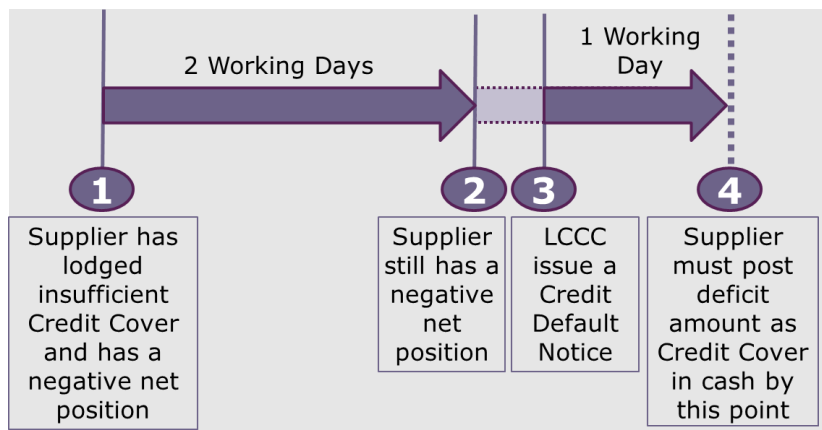 2 Working Days
1 Working
Day
1
2
3
4
Supplier has
lodged
insufficient
Credit Cover
and has a
negative net
position
Supplier
still has a
negative
net
position
LCCC
issue a
Credit
Default
Notice
Supplier
must post
deficit
amount as
Credit Cover
in cash by
this point